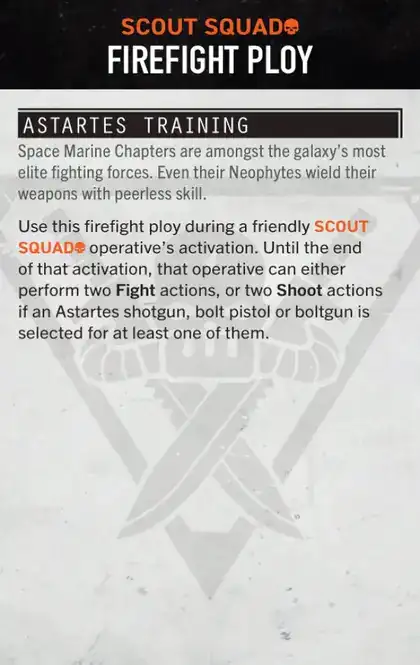 SCOUT SQUAD
FIREFIGHT PLOY
ASTARTES TRAINING
Space Marine Chapters are amongst the galaxy's most
elite fighting forces. Even their Neophytes wield their
weapons with peerless skill.
Use this firefight ploy during a friendly SCOUT
SQUAD operative's activation. Until the end
of that activation, that operative can either
perform two Fight actions, or two Shoot actions
if an Astartes shotgun, bolt pistol or boltgun is
selected for at least one of them.